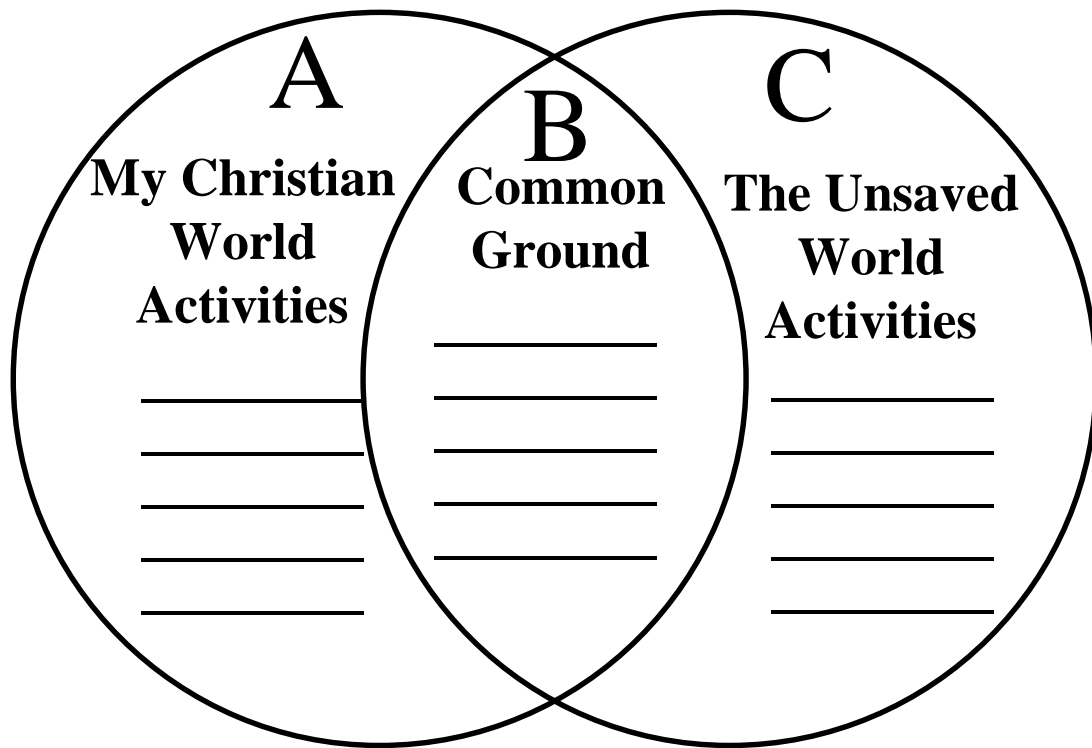 A
My Christian
World
Activities
B
Common
Ground
C
The Unsaved
World
Activities